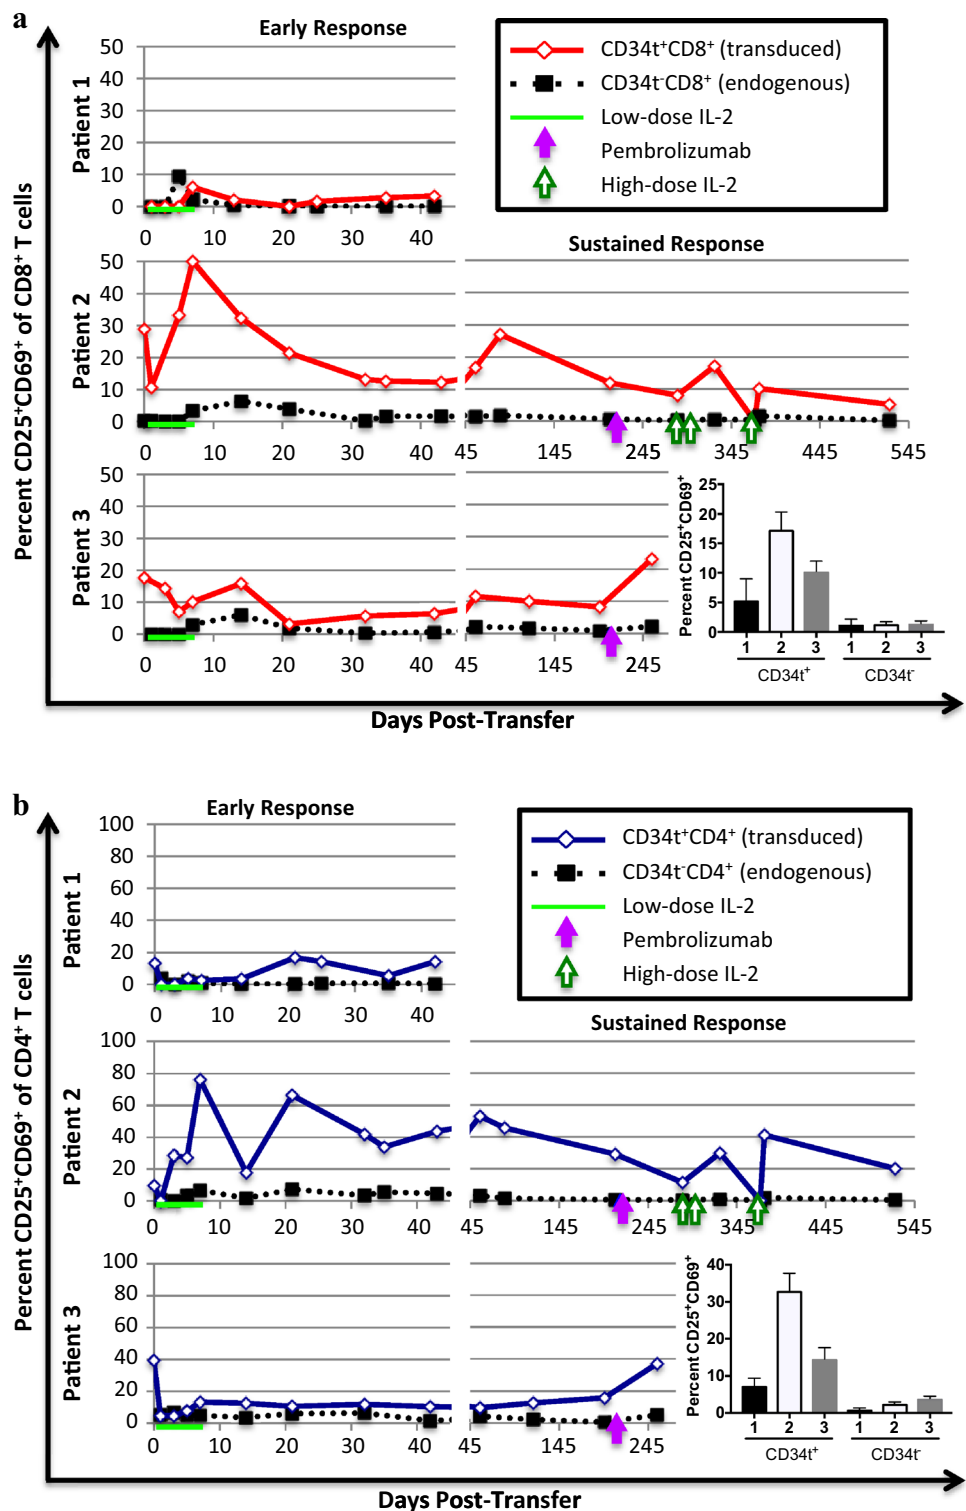 a
Early Response
Percent CD25⁺CD69⁺ of CD8⁺ T cells
CD34t⁺CD8⁺ (transduced)
CD34t⁻CD8⁺ (endogenous)
Low-dose IL-2
Pembrolizumab
High-dose IL-2
Patient 1
50
40
30
20
10
0
0 10 20 30 40
Sustained Response
Patient 2
50
40
30
20
10
0
0 10 20 30 40 45 145 245 345 445 545
Patient 3
50
40
30
20
10
0
0 10 20 30 40 45 145 245
Percent CD25⁺CD69⁺
25
20
15
10
5
0
1 2 3 1 2 3
CD34t⁺ CD34t⁻
Days Post-Transfer
b
Early Response
Percent CD25⁺CD69⁺ of CD4⁺ T cells
CD34t⁺CD4⁺ (transduced)
CD34t⁻CD4⁺ (endogenous)
Low-dose IL-2
Pembrolizumab
High-dose IL-2
Patient 1
100
80
60
40
20
0
0 10 20 30 40
Sustained Response
Patient 2
100
80
60
40
20
0
0 10 20 30 40 45 145 245 345 445 545
Patient 3
100
80
60
40
20
0
0 10 20 30 40 45 145 245
Percent CD25⁺CD69⁺
40
30
20
10
0
1 2 3 1 2 3
CD34t⁺ CD34t⁻
Days Post-Transfer